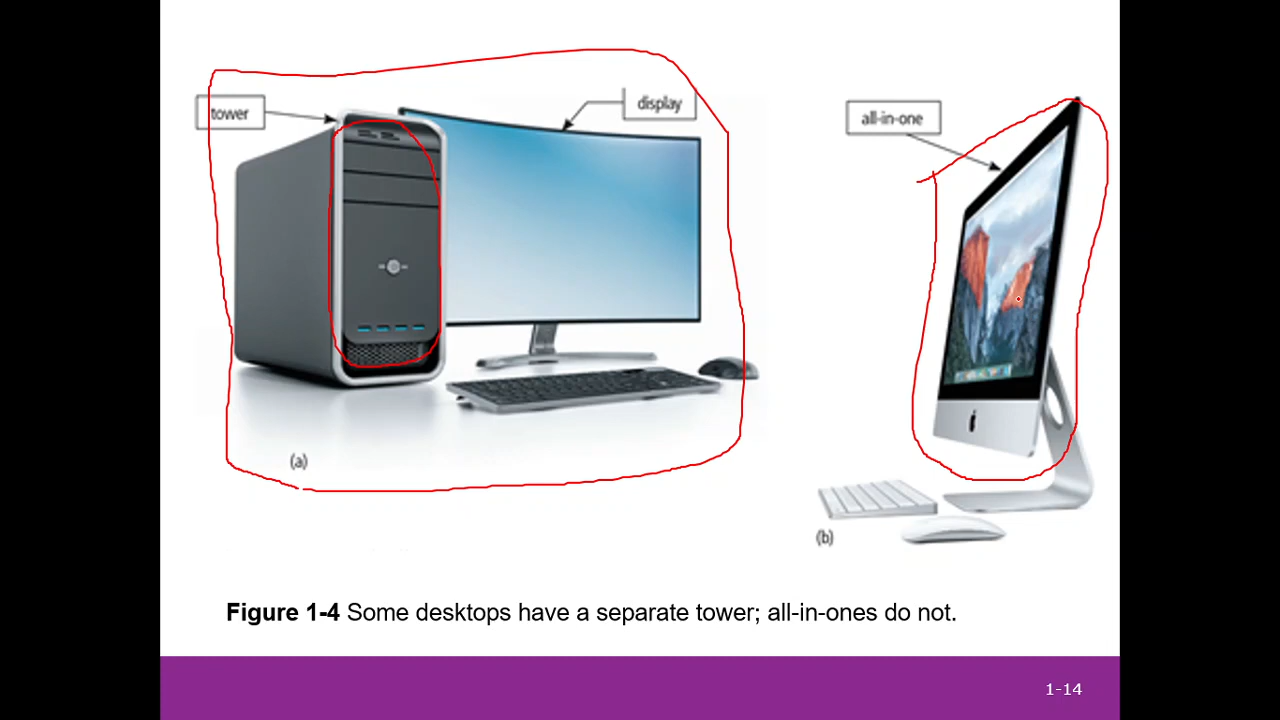 tower
display
all-in-one
(a)
(b)
Figure 1-4 Some desktops have a separate tower; all-in-ones do not.
1-14